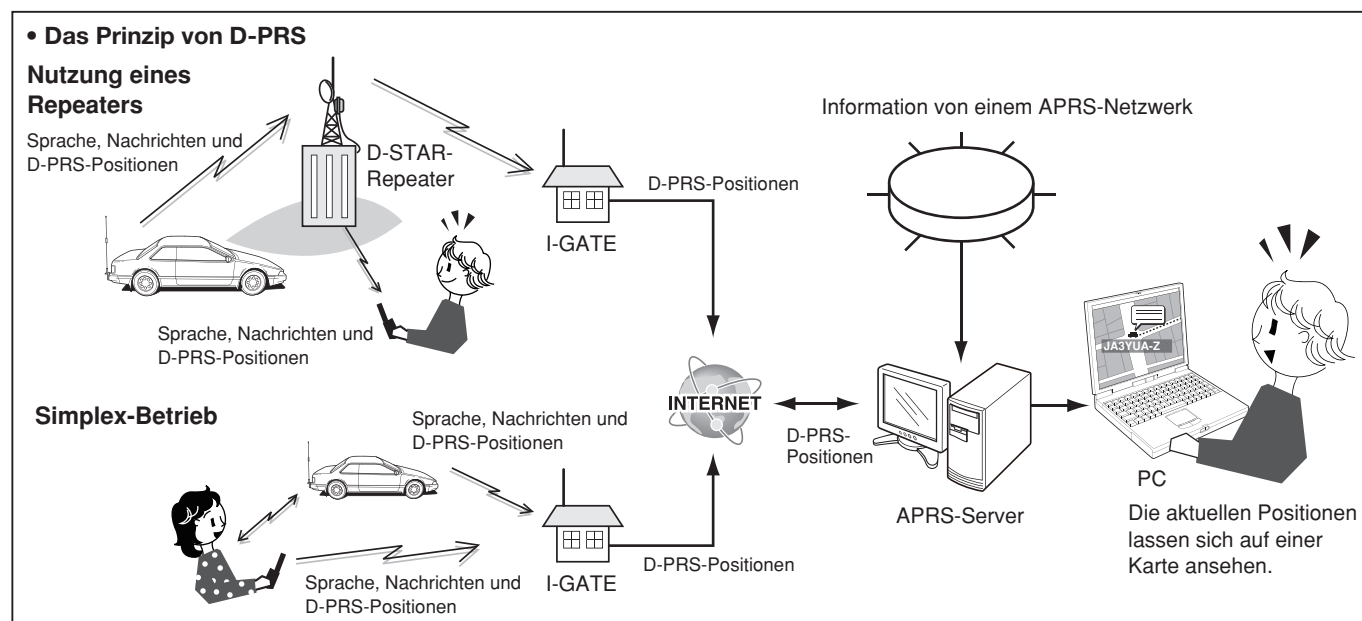 • Das Prinzip von D-PRS
Nutzung eines
Repeaters
Sprache, Nachrichten und
D-PRS-Positionen
D-STAR-
Repeater
Sprache, Nachrichten und
D-PRS-Positionen
I-GATE
D-PRS-Positionen
Information von einem APRS-Netzwerk
Simplex-Betrieb
Sprache, Nachrichten und
D-PRS-Positionen
Sprache, Nachrichten und
D-PRS-Positionen
I-GATE
D-PRS-Positionen
INTERNET
D-PRS-
Positionen
APRS-Server
JA3YUA-Z
PC
Die aktuellen Positionen
lassen sich auf einer
Karte ansehen.